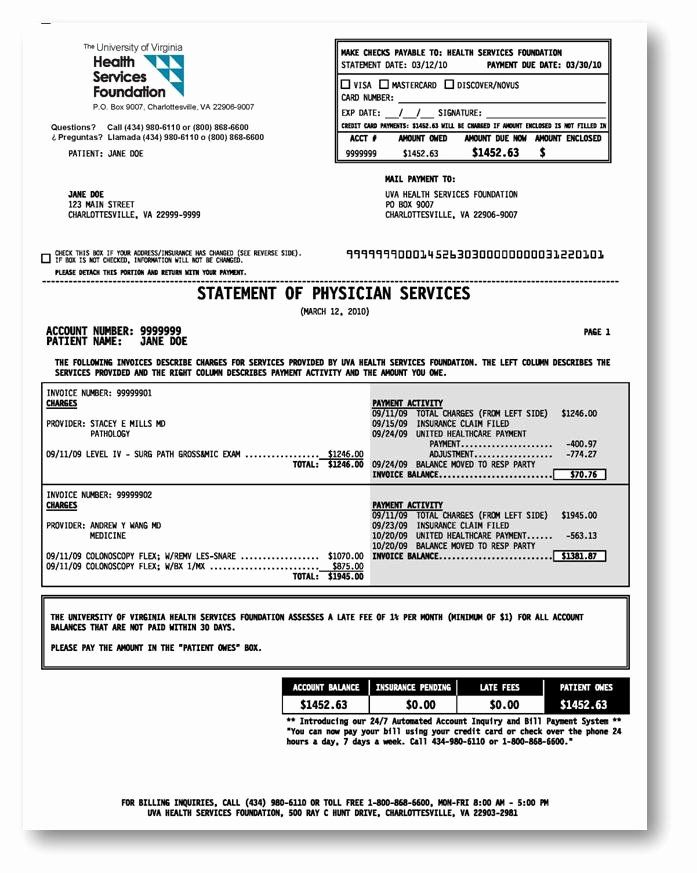 The University of Virginia
Health
Services
Foundation
P.O. Box 9007, Charlottesville, VA 22906-9007
Questions? Call (434) 980-6110 or (800) 868-6600
¿ Preguntas? Llamada (434) 980-6110 o (800) 868-6600
PATIENT: JANE DOE
MAKE CHECKS PAYABLE TO: HEALTH SERVICES FOUNDATION
STATEMENT DATE: 03/12/10 PAYMENT DUE DATE: 03/30/10
VISA MASTERCARD DISCOVER/NOVUS
CARD NUMBER:
EXP DATE: __/__/__ SIGNATURE:
CREDIT CARD PAYMENTS: $1452.63 WILL BE CHARGED IF AMOUNT ENCLOSED IS NOT FILLED IN
ACCT # AMOUNT OWED AMOUNT DUE NOW AMOUNT ENCLOSED
9999999 $1452.63 $1452.63 $
JANE DOE
123 MAIN STREET
CHARLOTTESVILLE, VA 22999-9999
MAIL PAYMENT TO:
UVA HEALTH SERVICES FOUNDATION
PO BOX 9007
CHARLOTTESVILLE, VA 22906-9007
CHECK THIS BOX IF YOUR ADDRESS/INSURANCE HAS CHANGED (SEE REVERSE SIDE).
IF BOX IS NOT CHECKED, INFORMATION WILL NOT BE CHANGED.
PLEASE DETACH THIS PORTION AND RETURN WITH YOUR PAYMENT.
999999900014526303000000000031220101
STATEMENT OF PHYSICIAN SERVICES
(MARCH 12, 2010)
ACCOUNT NUMBER: 9999999
PATIENT NAME: JANE DOE
PAGE 1
THE FOLLOWING INVOICES DESCRIBE CHARGES FOR SERVICES PROVIDED BY UVA HEALTH SERVICES FOUNDATION. THE LEFT COLUMN DESCRIBES THE
SERVICES PROVIDED AND THE RIGHT COLUMN DESCRIBES PAYMENT ACTIVITY AND THE AMOUNT YOU OWE.
INVOICE NUMBER: 99999901
CHARGES
PROVIDER: STACEY E MILLS MD
PATHOLOGY
09/11/09 LEVEL IV - SURG PATH GROSS&MIC EXAM ................ $1246.00
TOTAL: $1246.00
PAYMENT ACTIVITY
09/11/09 TOTAL CHARGES (FROM LEFT SIDE) $1246.00
09/15/09 INSURANCE CLAIM FILED
09/24/09 UNITED HEALTHCARE PAYMENT
PAYMENT.................... -400.97
ADJUSTMENT................. -774.27
09/24/09 BALANCE MOVED TO RESP PARTY
INVOICE BALANCE....................... $70.76
INVOICE NUMBER: 99999902
CHARGES
PROVIDER: ANDREW Y WANG MD
MEDICINE
09/11/09 COLONOSCOPY FLEX; W/REMV LES-SNARE ................. $1070.00
09/11/09 COLONOSCOPY FLEX; W/BX 1/MX ........................ $875.00
TOTAL: $1945.00
PAYMENT ACTIVITY
09/11/09 TOTAL CHARGES (FROM LEFT SIDE) $1945.00
09/23/09 INSURANCE CLAIM FILED
10/20/09 UNITED HEALTHCARE PAYMENT...... -563.13
10/20/09 BALANCE MOVED TO RESP PARTY
INVOICE BALANCE....................... $1381.87
THE UNIVERSITY OF VIRGINIA HEALTH SERVICES FOUNDATION ASSESSES A LATE FEE OF 1% PER MONTH (MINIMUM OF $1) FOR ALL ACCOUNT
BALANCES THAT ARE NOT PAID WITHIN 30 DAYS.
PLEASE PAY THE AMOUNT IN THE "PATIENT OWES" BOX.
ACCOUNT BALANCE INSURANCE PENDING LATE FEES PATIENT OWES
$1452.63 $0.00 $0.00 $1452.63
** Introducing our 24/7 Automated Account Inquiry and Bill Payment System **
"You can now pay your bill using your credit card or check over the phone 24
hours a day, 7 days a week. Call 434-980-6110 or 1-800-868-6600."
FOR BILLING INQUIRIES, CALL (434) 980-6110 OR TOLL FREE 1-800-868-6600, MON-FRI 8:00 AM - 5:00 PM
UVA HEALTH SERVICES FOUNDATION, 500 RAY C HUNT DRIVE, CHARLOTTESVILLE, VA 22903-2981